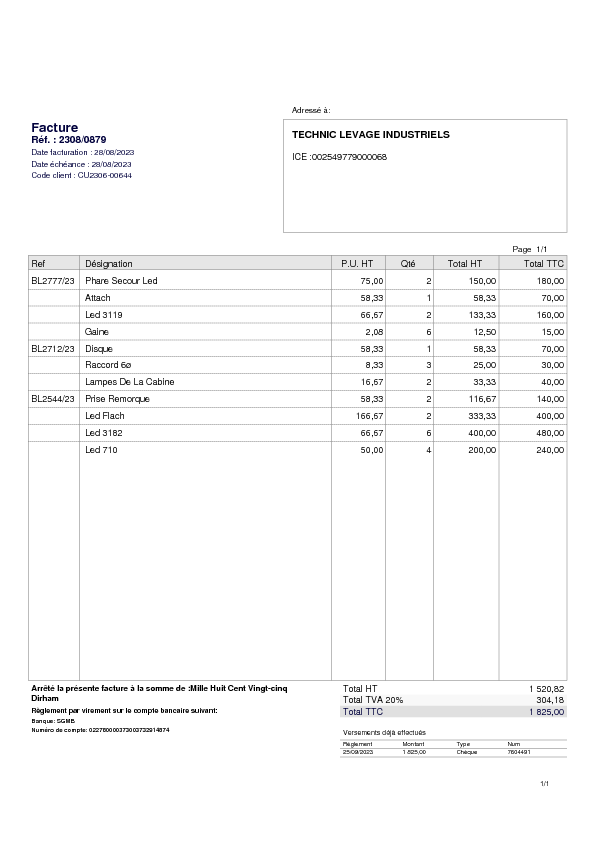 Adressé à:
Facture
Réf. : 2308/0879
Date facturation : 28/08/2023
Date échéance : 28/08/2023
Code client : CU2306-00644
TECHNIC LEVAGE INDUSTRIELS
ICE :002549779000068
Page 1/1
Ref Désignation P.U. HT Qté Total HT Total TTC
BL2777/23 Phare Secour Led 75,00 2 150,00 180,00
Attach 58,33 1 58,33 70,00
Led 3119 66,67 2 133,33 160,00
Gaine 2,08 6 12,50 15,00
BL2712/23 Disque 58,33 1 58,33 70,00
Raccord 6ø 8,33 3 25,00 30,00
Lampes De La Cabine 16,67 2 33,33 40,00
BL2544/23 Prise Remorque 58,33 2 116,67 140,00
Led Flach 166,67 2 333,33 400,00
Led 3182 66,67 6 400,00 480,00
Led 710 50,00 4 200,00 240,00
Arrêté la présente facture à la somme de :Mille Huit Cent Vingt-cinq
Dirham
Règlement par virement sur le compte bancaire suivant:
Banque: SGMB
Total HT 1 520,82
Total TVA 20% 304,18
Total TTC 1 825,00
Numéro de compte:
Versements déjà effectués
Règlement Montant Type Num
25/09/2023 1 825,00 Chèque 7604491
1/1